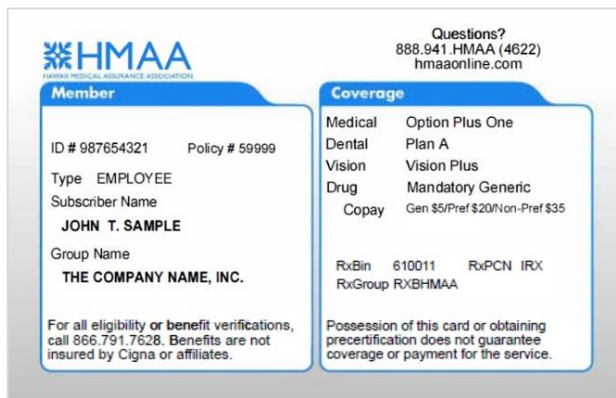 Questions?
888.941.HMAA (4622)
hmaaonline.com
HMAA
HAWAII MEDICAL ASSURANCE ASSOCIATION
Member
ID # 987654321 Policy # 59999
Type EMPLOYEE
Subscriber Name
JOHN T. SAMPLE
Group Name
THE COMPANY NAME, INC.
For all eligibility or benefit verifications,
call 866.791.7628. Benefits are not
insured by Cigna or affiliates.
Coverage
Medical Option Plus One
Dental Plan A
Vision Vision Plus
Drug Mandatory Generic
Copay Gen $5/Pref $20/Non-Pref $35
RxBin 610011 RxPCN IRX
RxGroup RXBHMAA
Possession of this card or obtaining
precertification does not guarantee
coverage or payment for the service.